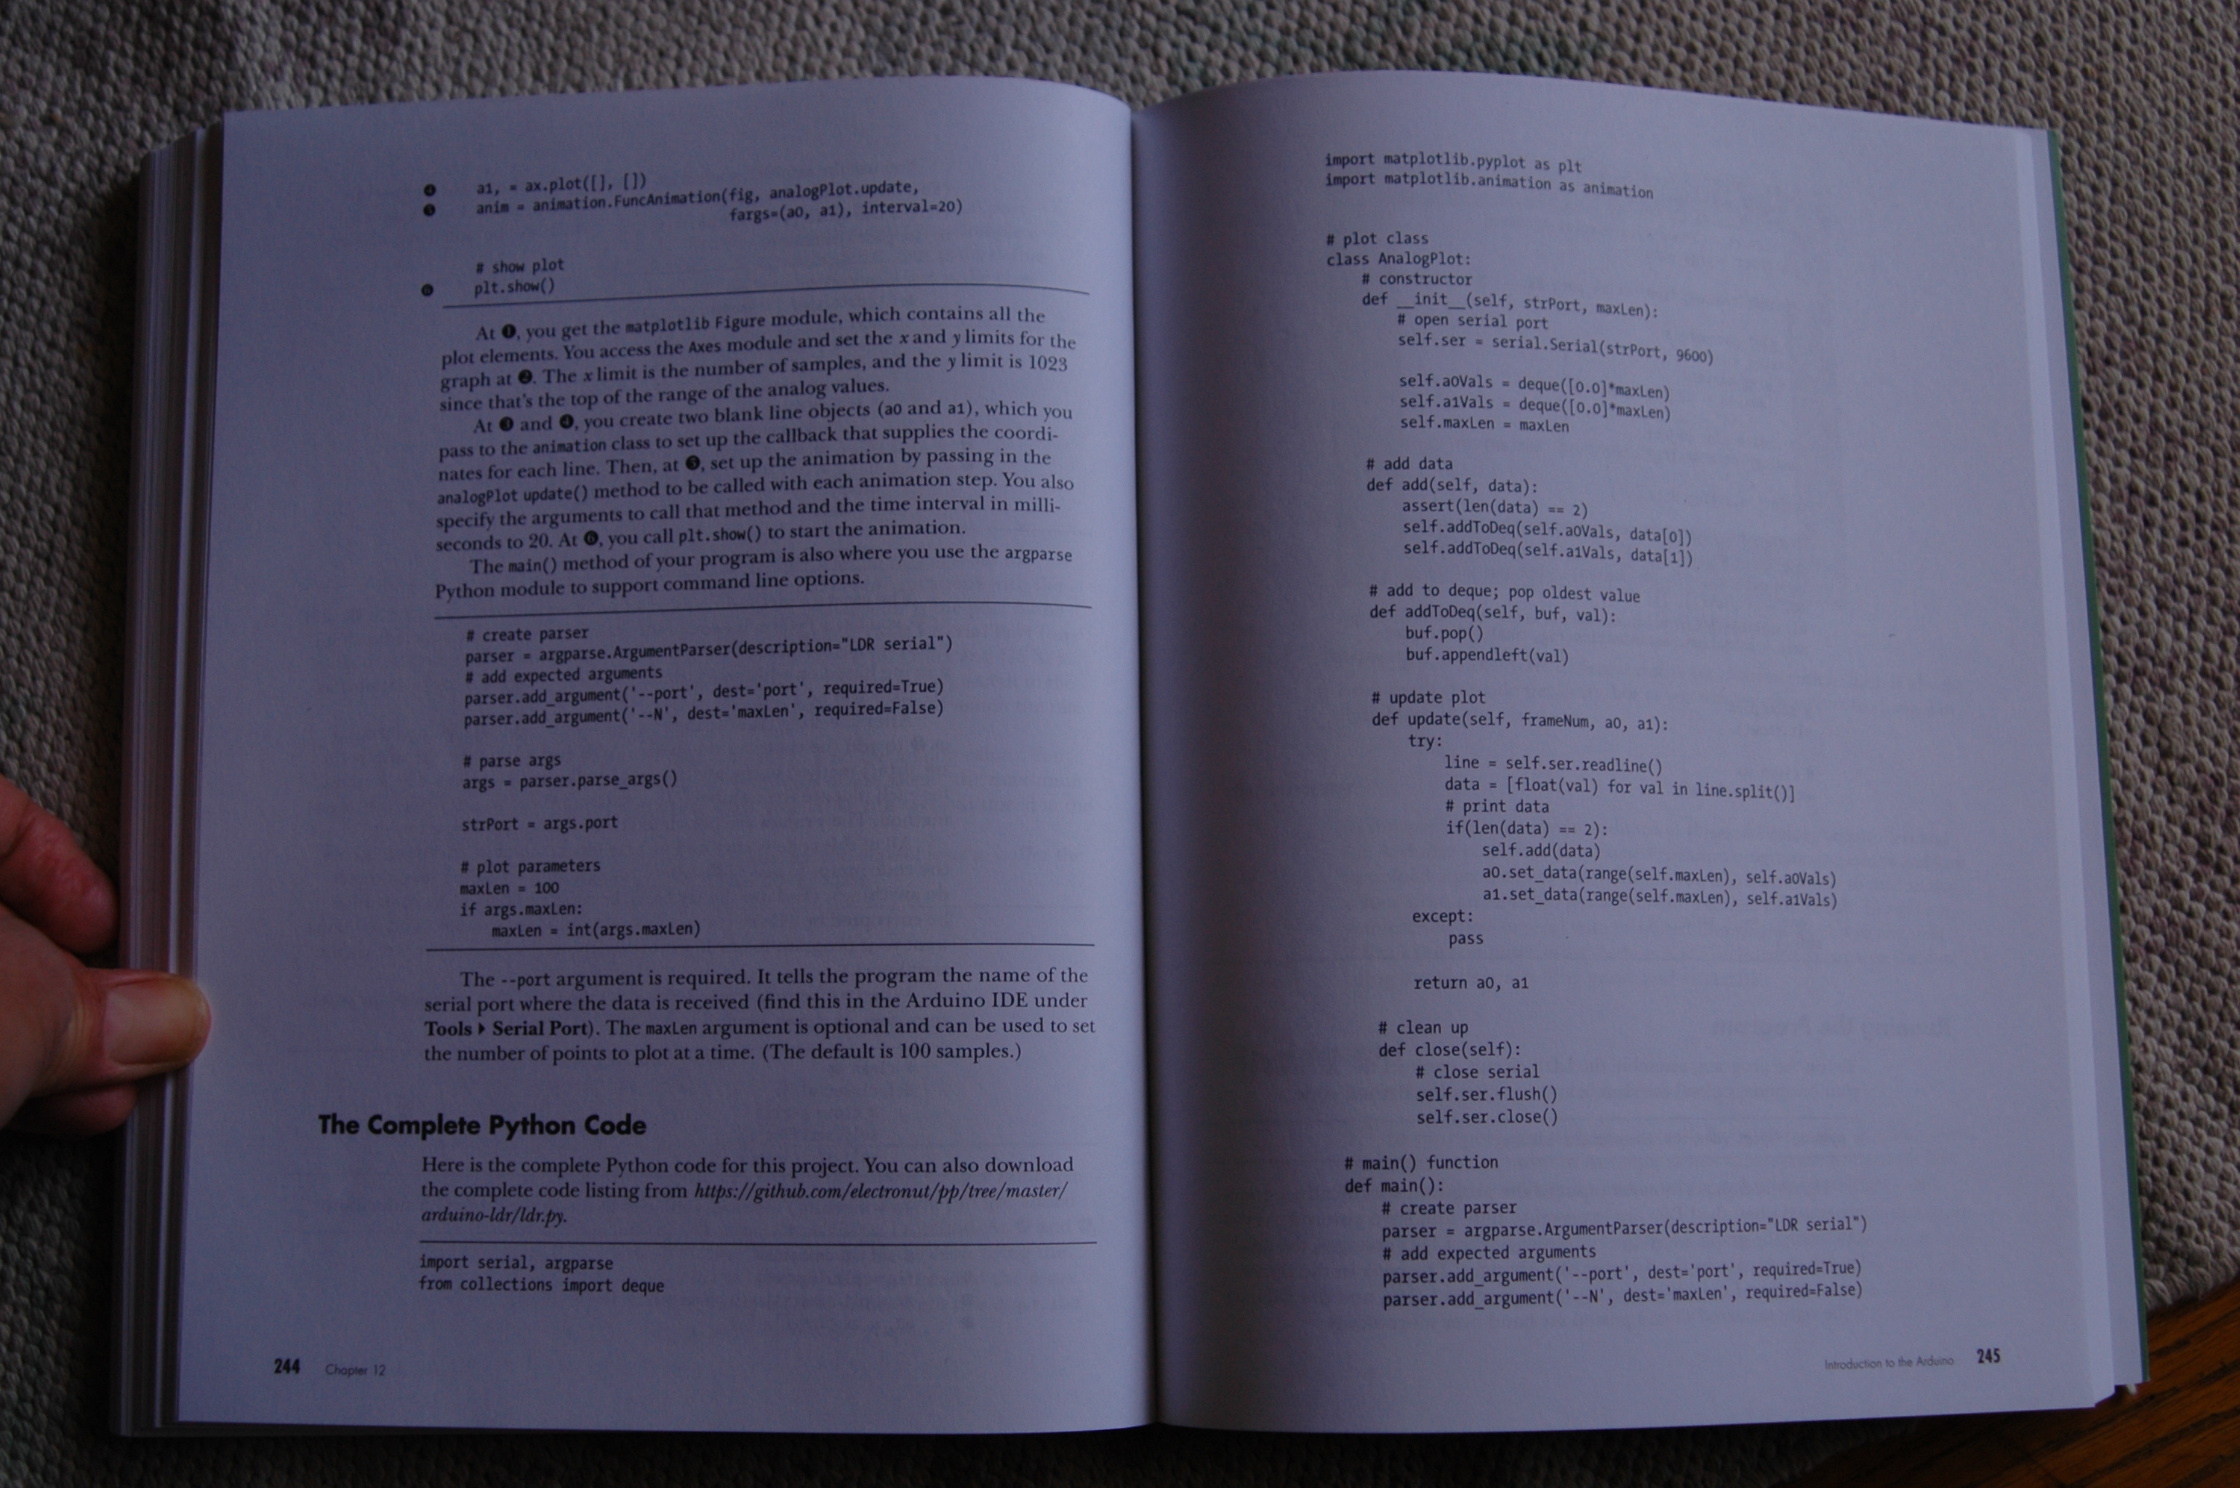 ❹ a1, = ax.plot([], [])
❺ anim = animation.FuncAnimation(fig, analogPlot.update,
fargs=(a0, a1), interval=20)
# show plot
❻ plt.show()
At ❶, you get the matplotlib Figure module, which contains all the
plot elements. You access the Axes module and set the x and y limits for the
graph at ❷. The x limit is the number of samples, and the y limit is 1023
since that's the top of the range of the analog values.
At ❸ and ❹, you create two blank line objects (a0 and a1), which you
pass to the animation class to set up the callback that supplies the coordi-
nates for each line. Then, at ❺, set up the animation by passing in the
analogPlot update() method to be called with each animation step. You also
specify the arguments to call that method and the time interval in milli-
seconds to 20. At ❻, you call plt.show() to start the animation.
The main() method of your program is also where you use the argparse
Python module to support command line options.
# create parser
parser = argparse.ArgumentParser(description="LDR serial")
# add expected arguments
parser.add_argument('--port', dest='port', required=True)
parser.add_argument('--N', dest='maxLen', required=False)
# parse args
args = parser.parse_args()
strPort = args.port
# plot parameters
maxLen = 100
if args.maxLen:
maxLen = int(args.maxLen)
The --port argument is required. It tells the program the name of the
serial port where the data is received (find this in the Arduino IDE under
Tools ▸ Serial Port). The maxLen argument is optional and can be used to set
the number of points to plot at a time. (The default is 100 samples.)
The Complete Python Code
Here is the complete Python code for this project. You can also download
the complete code listing from https://github.com/electronut/pp/tree/master/
arduino-ldr/ldr.py.
import serial, argparse
from collections import deque
244 Chapter 12
import matplotlib.pyplot as plt
import matplotlib.animation as animation
# plot class
class AnalogPlot:
# constructor
def __init__(self, strPort, maxLen):
# open serial port
self.ser = serial.Serial(strPort, 9600)
self.a0Vals = deque([0.0]*maxLen)
self.a1Vals = deque([0.0]*maxLen)
self.maxLen = maxLen
# add data
def add(self, data):
assert(len(data) == 2)
self.addToDeq(self.a0Vals, data[0])
self.addToDeq(self.a1Vals, data[1])
# add to deque; pop oldest value
def addToDeq(self, buf, val):
buf.pop()
buf.appendleft(val)
# update plot
def update(self, frameNum, a0, a1):
try:
line = self.ser.readline()
data = [float(val) for val in line.split()]
# print data
if(len(data) == 2):
self.add(data)
a0.set_data(range(self.maxLen), self.a0Vals)
a1.set_data(range(self.maxLen), self.a1Vals)
except:
pass
return a0, a1
# clean up
def close(self):
# close serial
self.ser.flush()
self.ser.close()
# main() function
def main():
# create parser
parser = argparse.ArgumentParser(description="LDR serial")
# add expected arguments
parser.add_argument('--port', dest='port', required=True)
parser.add_argument('--N', dest='maxLen', required=False)
Introduction to the Arduino 245